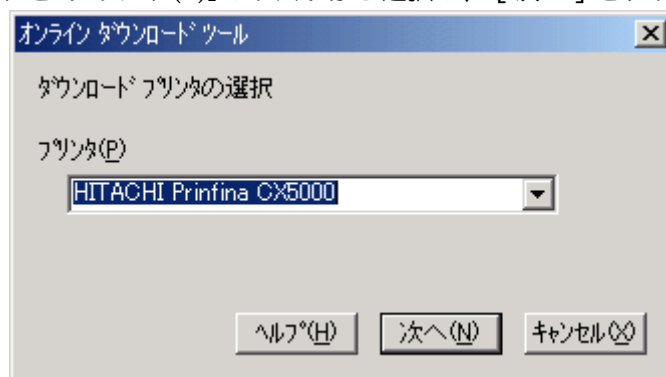 オンライン ダウンロード ツール
ダウンロード プリンタの選択
プリンタ(P)
HITACHI Prinfina CX5000
ヘルプ(H) 次へ(N) キャンセル(X)